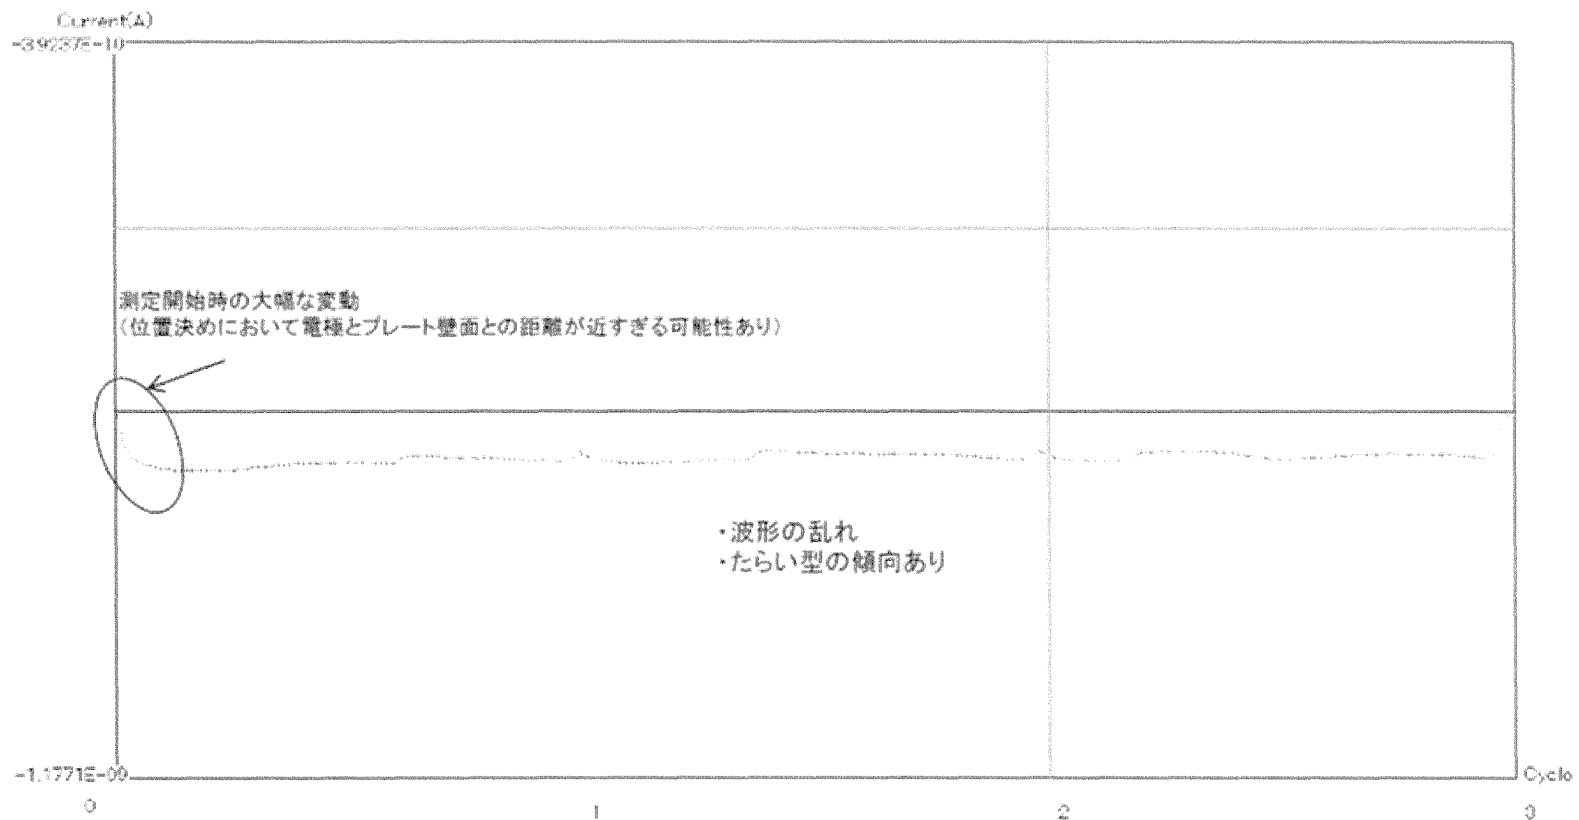 Current(A)
-3.9237E-10
測定開始時の大幅な変動
（位置決めにおいて電極とプレート壁面との距離が近すぎる可能性あり）
・波形の乱れ
・たらい型の傾向あり
-1.1771E-09
Cycle
0
1
2
3